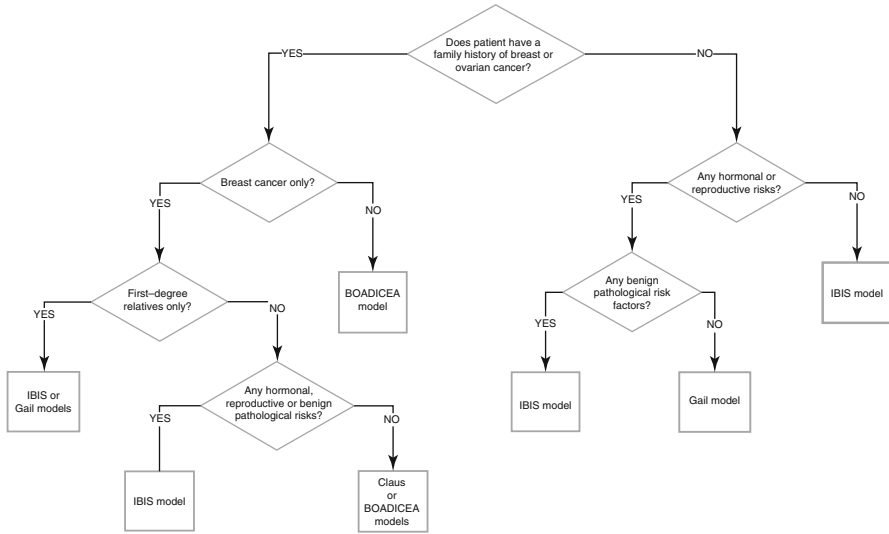 Does patient have a
family history of breast or
ovarian cancer?
YES
NO
Breast cancer only?
Any hormonal or
reproductive risks?
YES
NO
YES
NO
First–degree
relatives only?
BOADICEA
model
Any benign
pathological risk
factors?
IBIS model
YES
NO
YES
NO
IBIS or
Gail models
Any hormonal,
reproductive or benign
pathological risks?
IBIS model
Gail model
YES
NO
IBIS model
Claus
or
BOADICEA
models